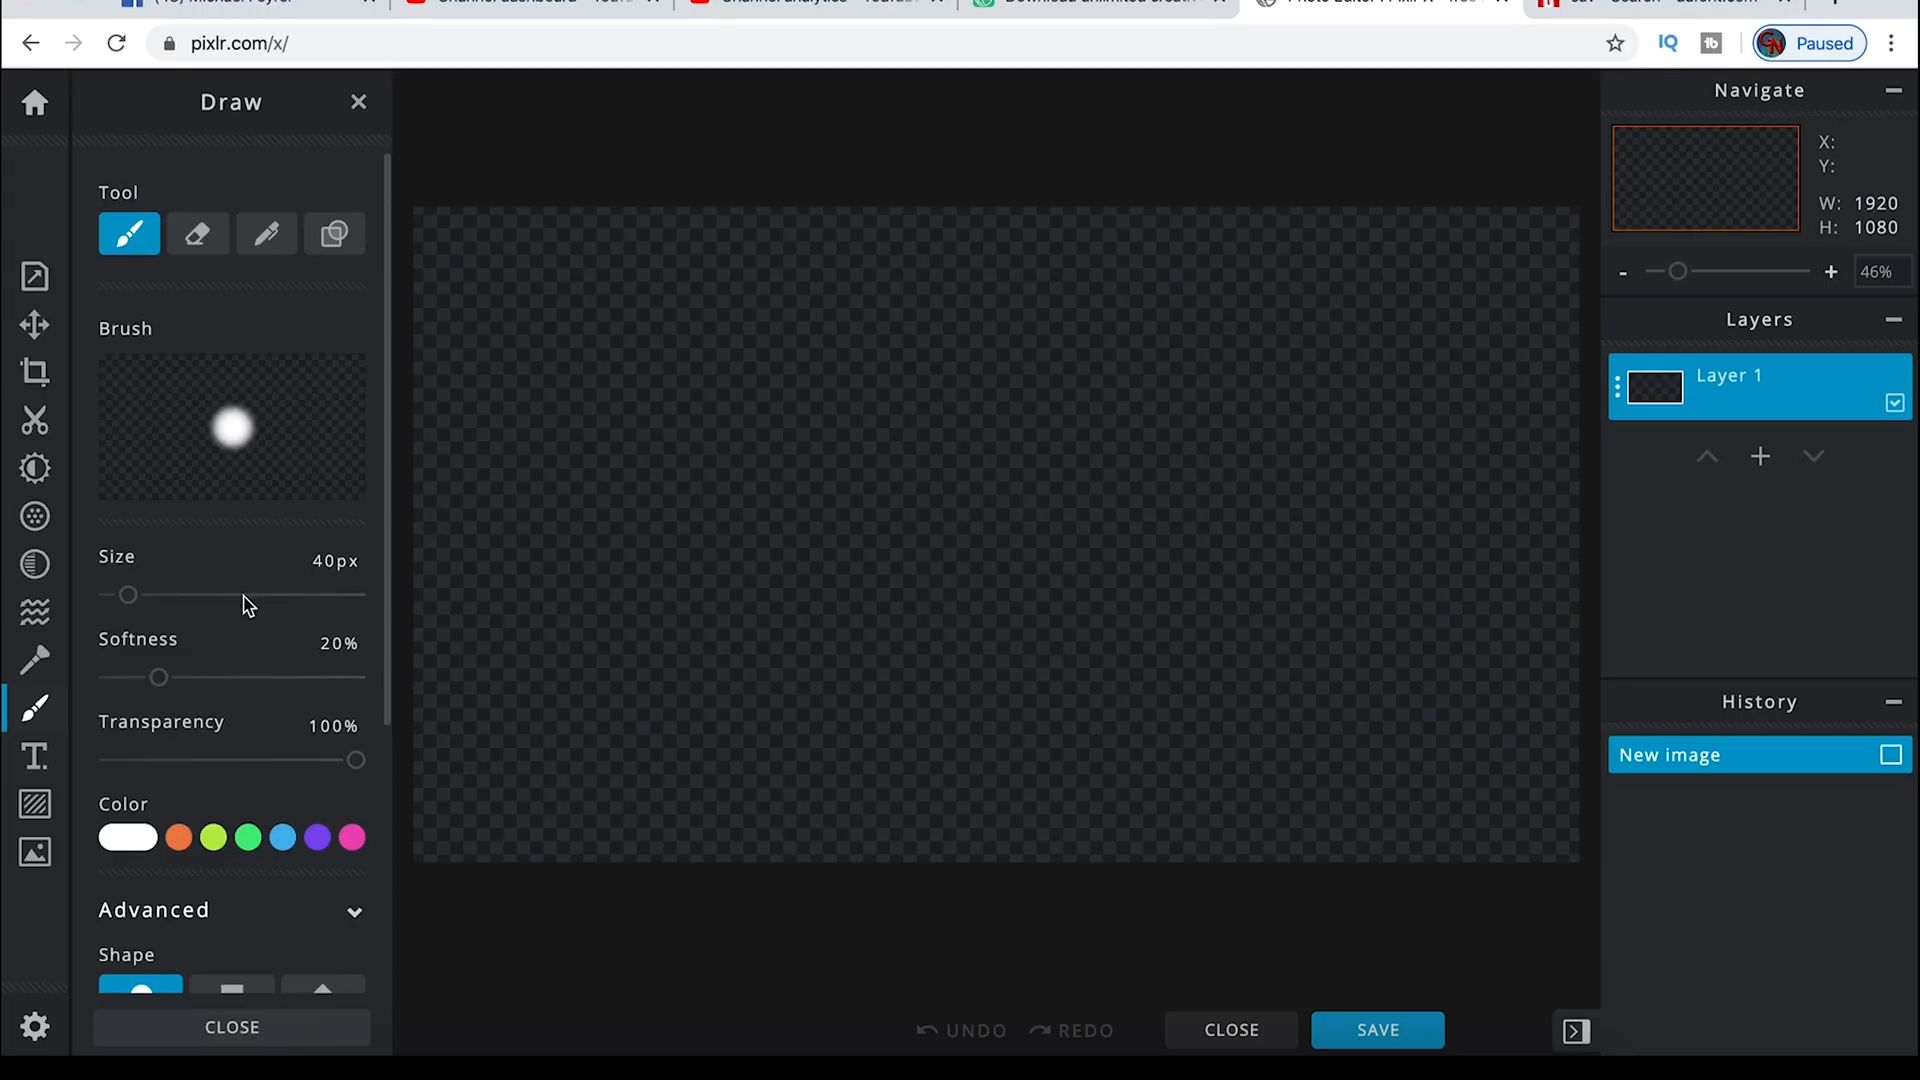 pixlr.com/x/
IQ
tb
Paused
Draw
Navigate
X:
Y:
W: 1920
H: 1080
- + 46%
Tool
Brush
Layers
Layer 1
Size 40px
Softness 20%
Transparency 100%
Color
History
New image
Advanced
Shape
CLOSE
UNDO REDO CLOSE SAVE